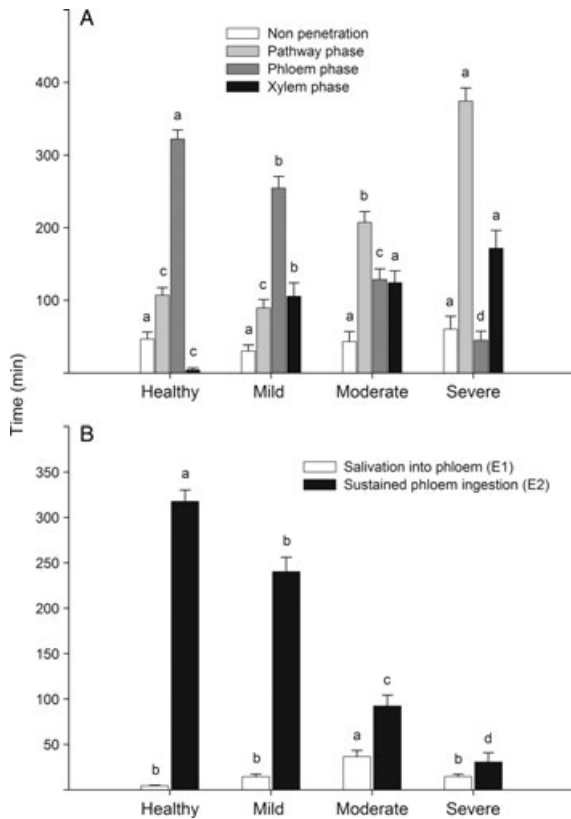 A
Non penetration
Pathway phase
Phloem phase
Xylem phase
400
300
200
100
a
c
a
c
a
c
b
b
a
b
c
a
a
a
d
a
Healthy
Mild
Moderate
Severe
Time (min)
B
Salivation into phloem (E1)
Sustained phloem ingestion (E2)
350
300
250
200
150
100
50
b
a
b
b
a
c
b
d
Healthy
Mild
Moderate
Severe